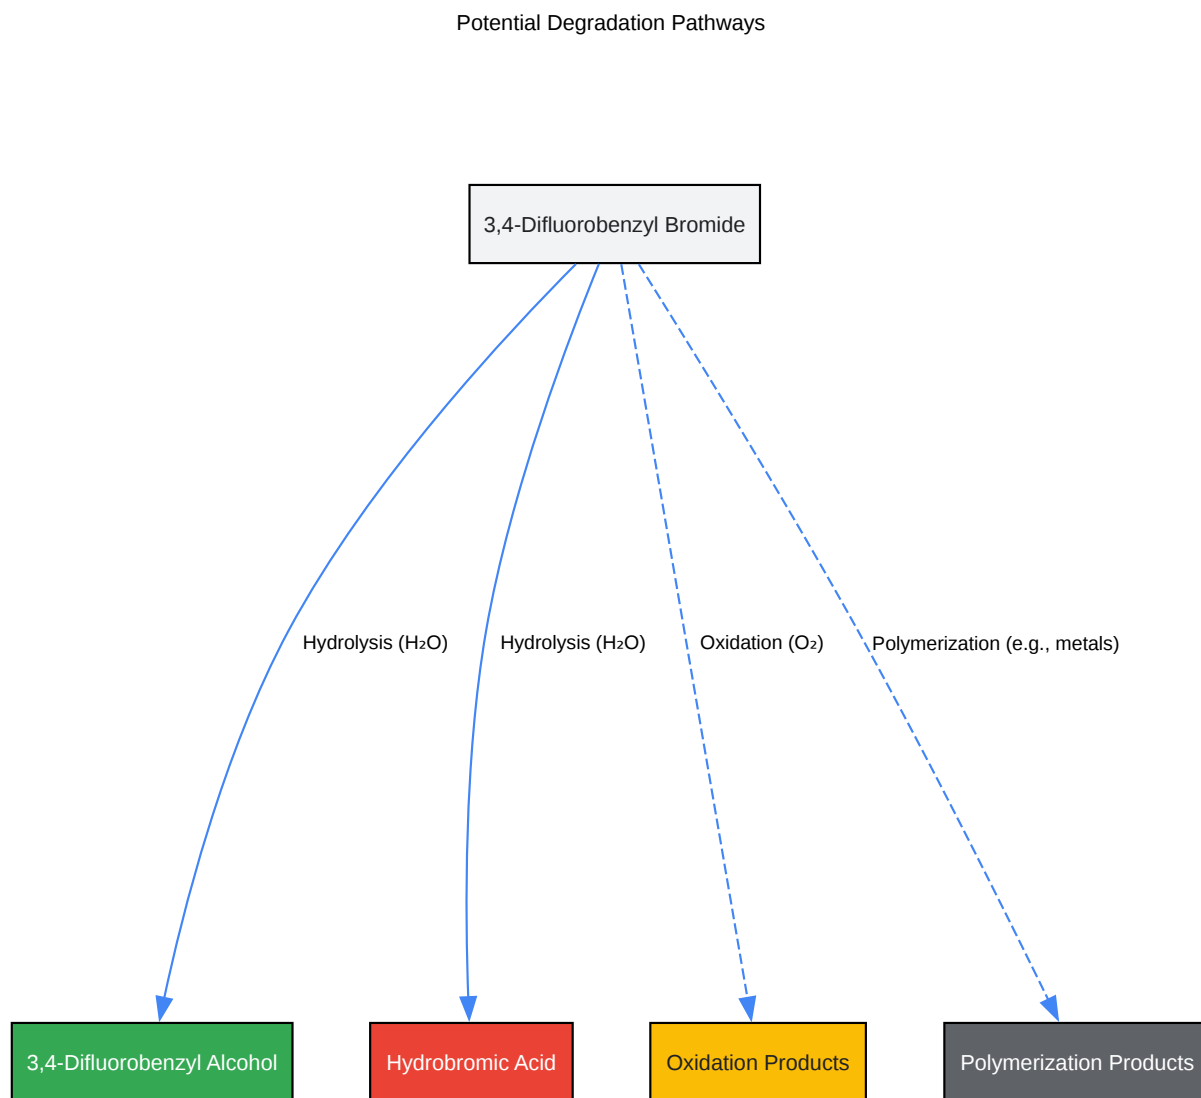 Potential Degradation Pathways
3,4-Difluorobenzyl Bromide
Hydrolysis (H₂O)
Hydrolysis (H₂O)
Oxidation (O₂)
Polymerization (e.g., metals)
3,4-Difluorobenzyl Alcohol
Hydrobromic Acid
Oxidation Products
Polymerization Products